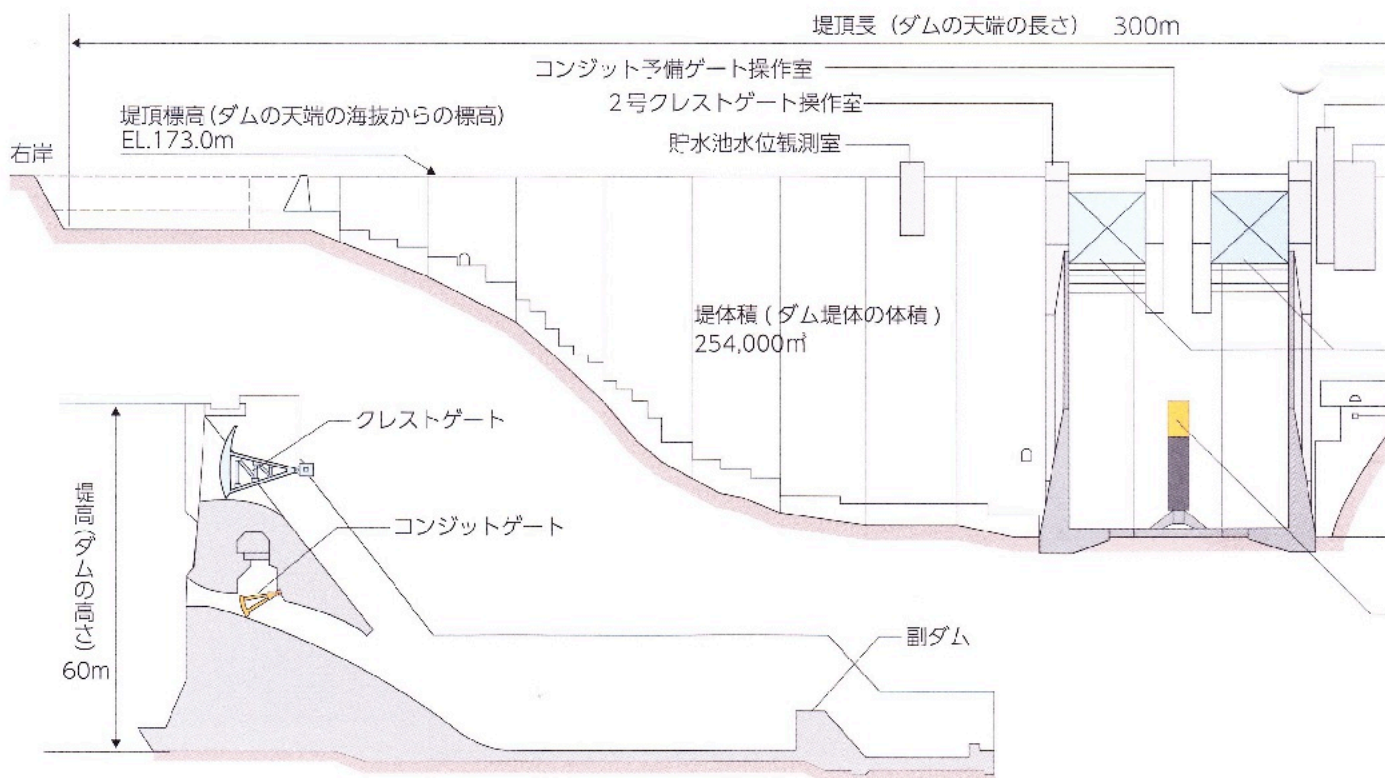 堤頂長（ダムの天端の長さ） 300m
コンジット予備ゲート操作室
2号クレストゲート操作室
貯水池水位観測室
堤頂標高(ダムの天端の海抜からの標高)
EL.173.0m
右岸
堤体積(ダム堤体の体積)
254,000㎥
クレストゲート
コンジットゲート
堤高(ダムの高さ)
60m
副ダム